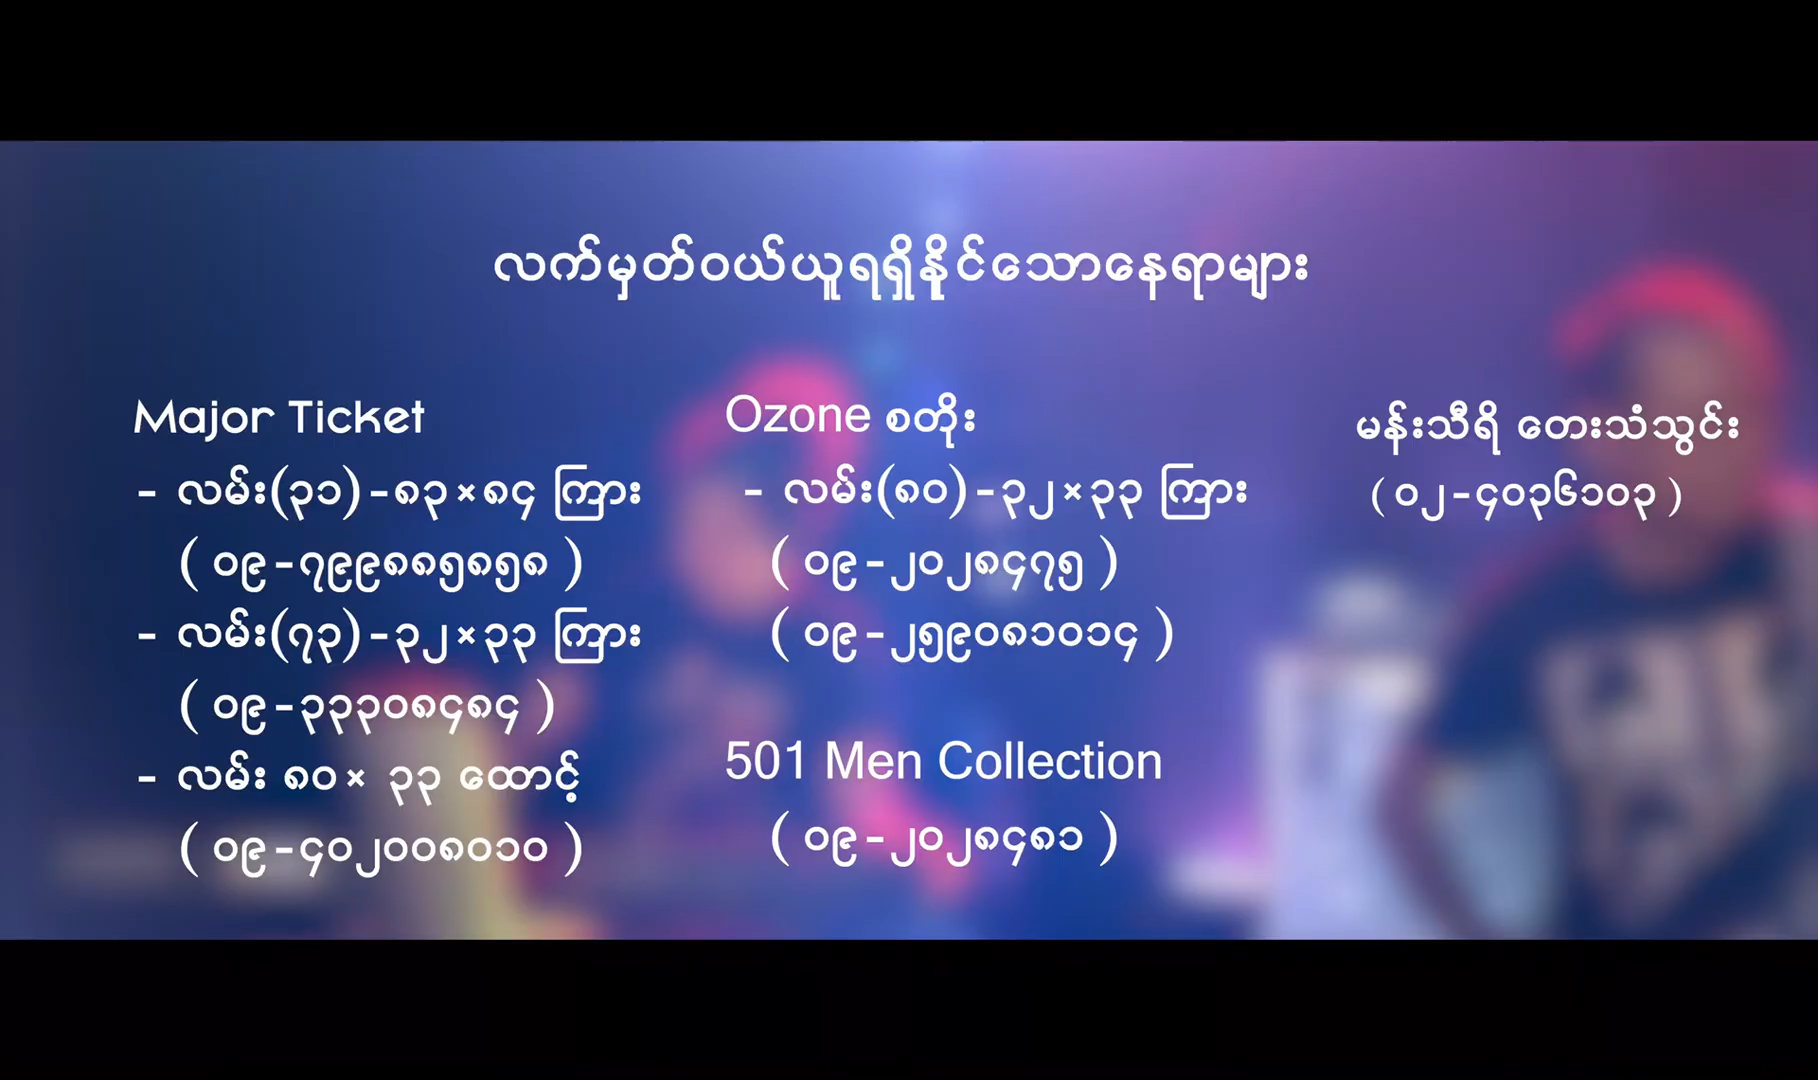 လက်မှတ်ဝယ်ယူရရှိနိုင်သောနေရာများ
Major Ticket
- လမ်း(၃၁)-၈၃×၈၄ ကြား
( ၀၉-၇၉၉၈၈၅၈၅၈ )
- လမ်း(၇၃)-၃၂×၃၃ ကြား
( ၀၉-၃၃၃၀၈၄၈၄ )
- လမ်း ၈၀× ၃၃ ထောင့်
( ၀၉-၄၀၂၀၀၈၀၁၀ )
Ozone စတိုး
- လမ်း(၈၀)-၃၂×၃၃ ကြား
( ၀၉-၂၀၂၈၄၇၅ )
( ၀၉-၂၅၉၀၈၁၀၁၄ )
501 Men Collection
( ၀၉-၂၀၂၈၄၈၁ )
မန်းသီရိ တေးသံသွင်း
( ၀၂-၄၀၃၆၁၀၃ )